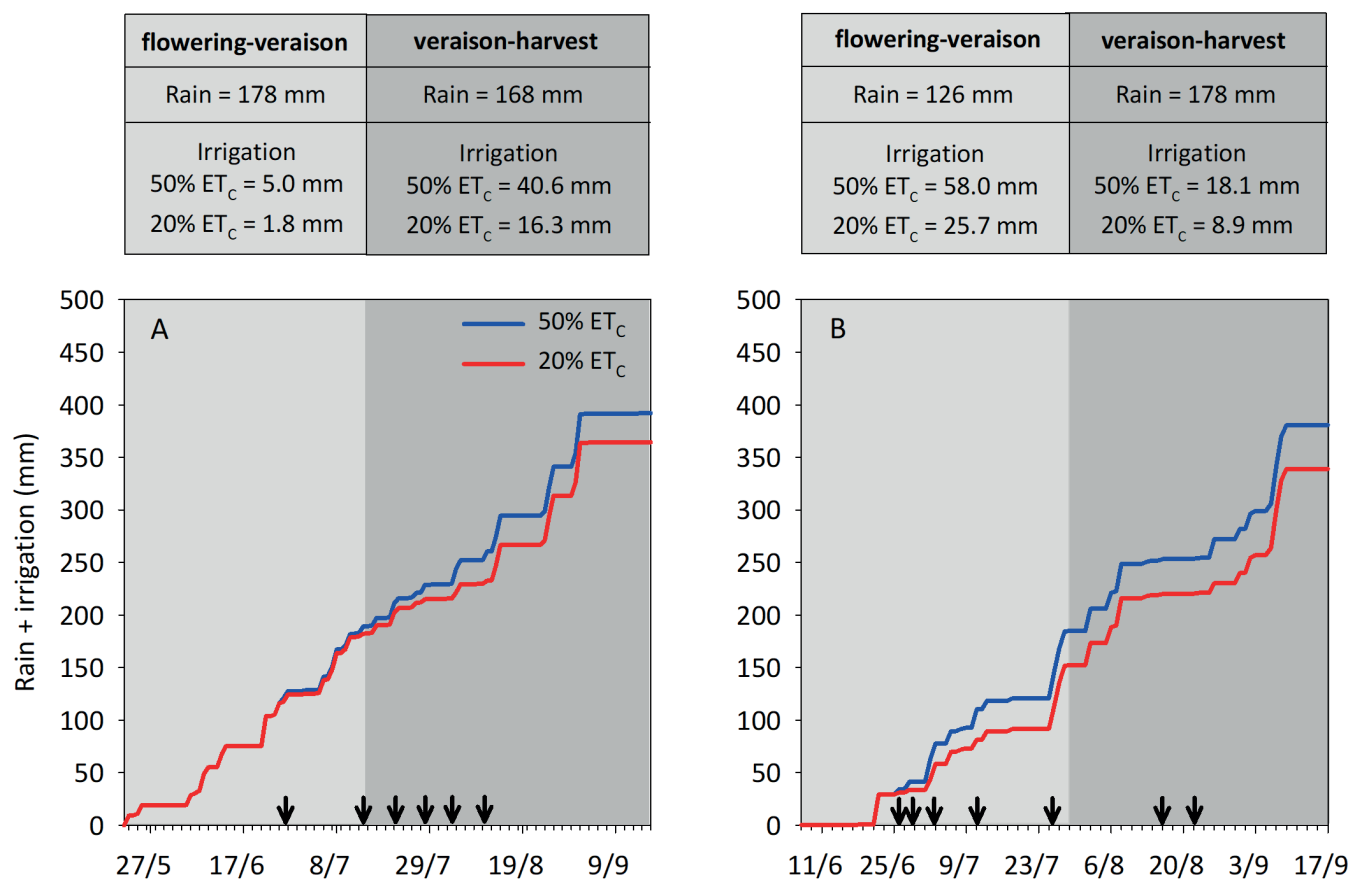 flowering-veraison
veraison-harvest
Rain = 178 mm
Rain = 168 mm
Irrigation
50% ETC = 5.0 mm
20% ETC = 1.8 mm
Irrigation
50% ETC = 40.6 mm
20% ETC = 16.3 mm
flowering-veraison
veraison-harvest
Rain = 126 mm
Rain = 178 mm
Irrigation
50% ETC = 58.0 mm
20% ETC = 25.7 mm
Irrigation
50% ETC = 18.1 mm
20% ETC = 8.9 mm
Rain + irrigation (mm)
500
450
400
350
300
250
200
150
100
50
0
A
50% ETC
20% ETC
27/5 17/6 8/7 29/7 19/8 9/9
500
450
400
350
300
250
200
150
100
50
0
B
11/6 25/6 9/7 23/7 6/8 20/8 3/9 17/9